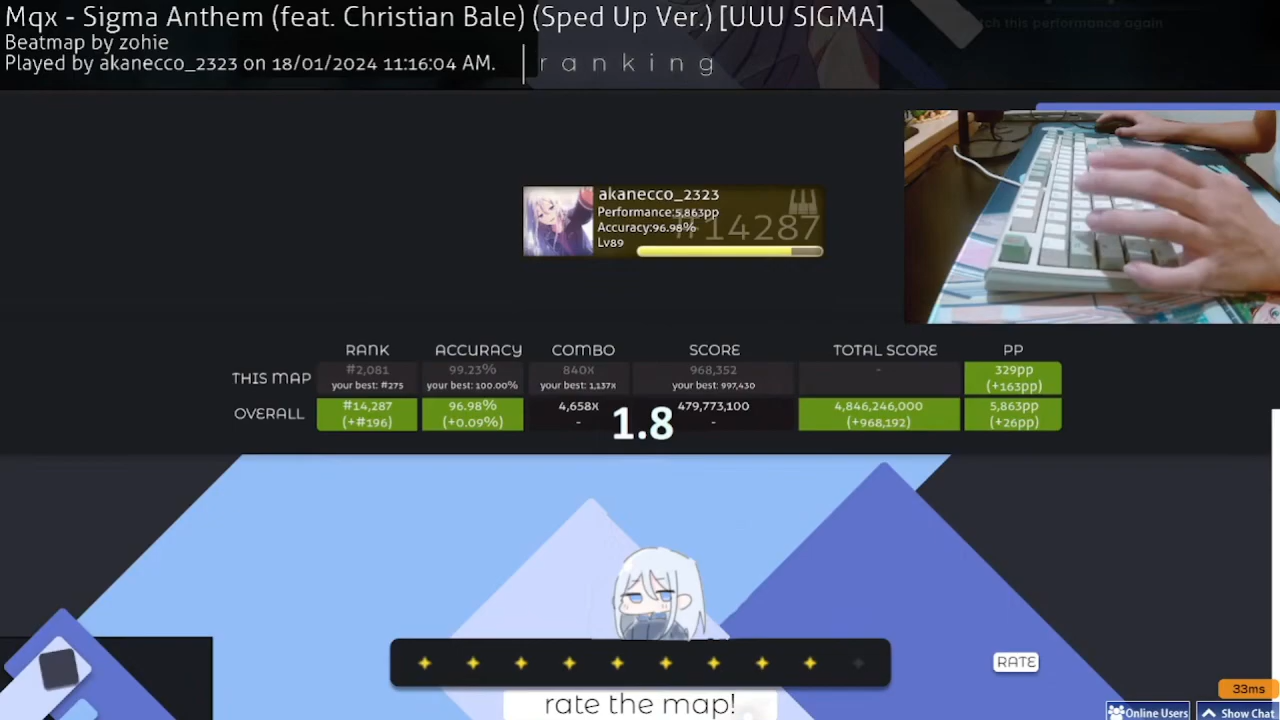 Mqx - Sigma Anthem (feat. Christian Bale) (Sped Up Ver.) [UUU SIGMA]
Beatmap by zohie
Played by akanecco_2323 on 18/01/2024 11:16:04 AM.
ranking
tch this performance again
akanecco_2323
Performance:5,863pp
Accuracy:96.98%
Lv89
#14287
RANK ACCURACY COMBO SCORE TOTAL SCORE PP
THIS MAP #2,081 99.23% 840x 968,352 - 329pp
your best: #275 your best: 100.00% your best: 1,137x your best: 997,430 (+163pp)
OVERALL #14,287 96.98% 4,658x 479,773,100 4,846,246,000 5,863pp
(+#196) (+0.09%) - - (+968,192) (+26pp)
1.8
RATE
rate the map!
33ms
Online Users
Show Chat